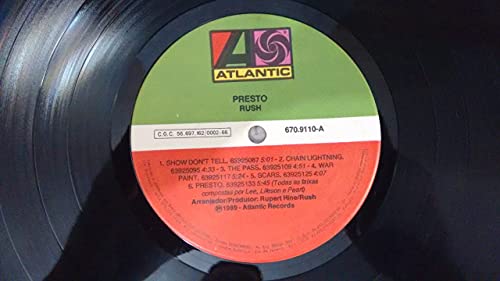 ATLANTIC
PRESTO
RUSH
C.G.C. 56.697.162/0002-66
670.9110-A
1. SHOW DON'T TELL, 63925087 5:01 - 2. CHAIN LIGHTNING,
63925095 4:33 - 3. THE PASS, 63925109 4:51 - 4. WAR
PAINT, 63925117 5:24 - 5. SCARS, 63925125 4:07
6. PRESTO, 63925133 5:45 (Todas as faixas
compostas por Lee, Lifeson e Peart)
Arranjador/Produtor: Rupert Hine/Rush
℗ 1989 - Atlantic Records